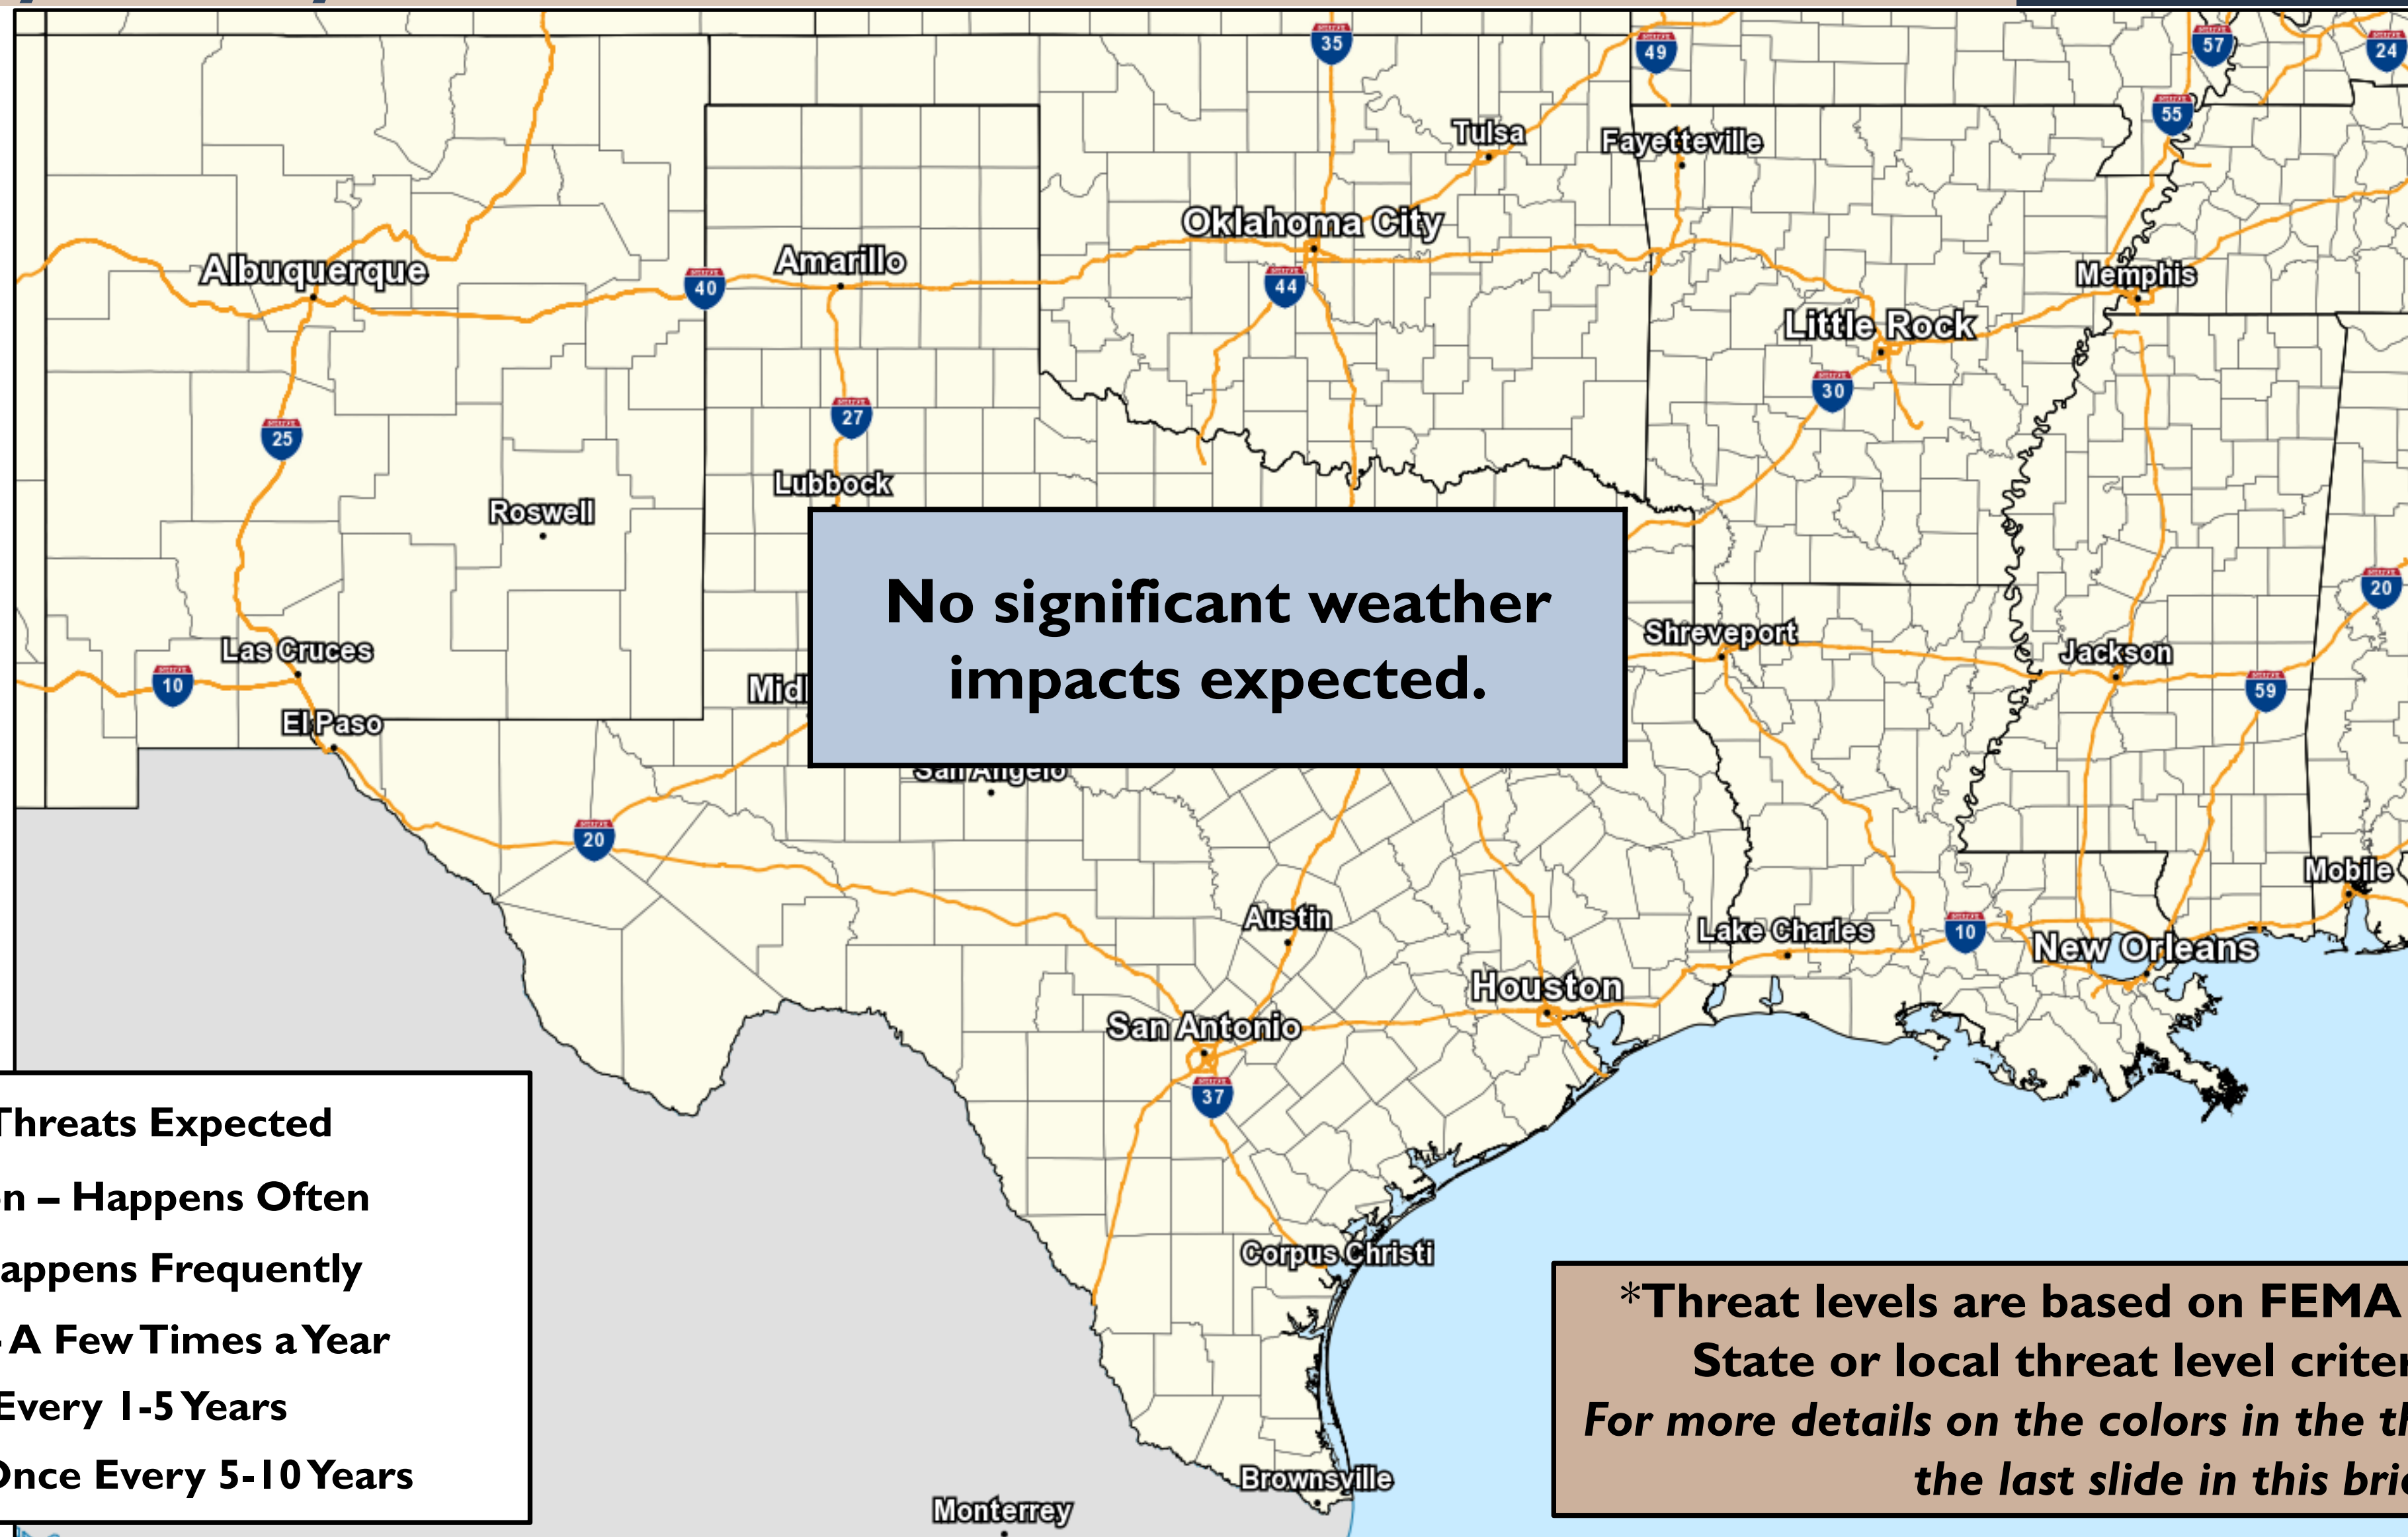 35
49
57
24
55
Tulsa
Fayetteville
Oklahoma City
Albuquerque
Amarillo
40
44
Memphis
Little Rock
30
25
27
Lubbock
Roswell
No significant weather
impacts expected.
20
Shreveport
Las Cruces
Jackson
10
Midl
59
El Paso
San Angelo
20
Mobile
Austin
Lake Charles
10
New Orleans
Houston
San Antonio
37
Corpus Christi
Brownsville
Monterrey
Threats Expected
n – Happens Often
appens Frequently
- A Few Times a Year
Every 1-5 Years
Once Every 5-10 Years
*Threat levels are based on FEMA
State or local threat level criter
For more details on the colors in the th
the last slide in this brie